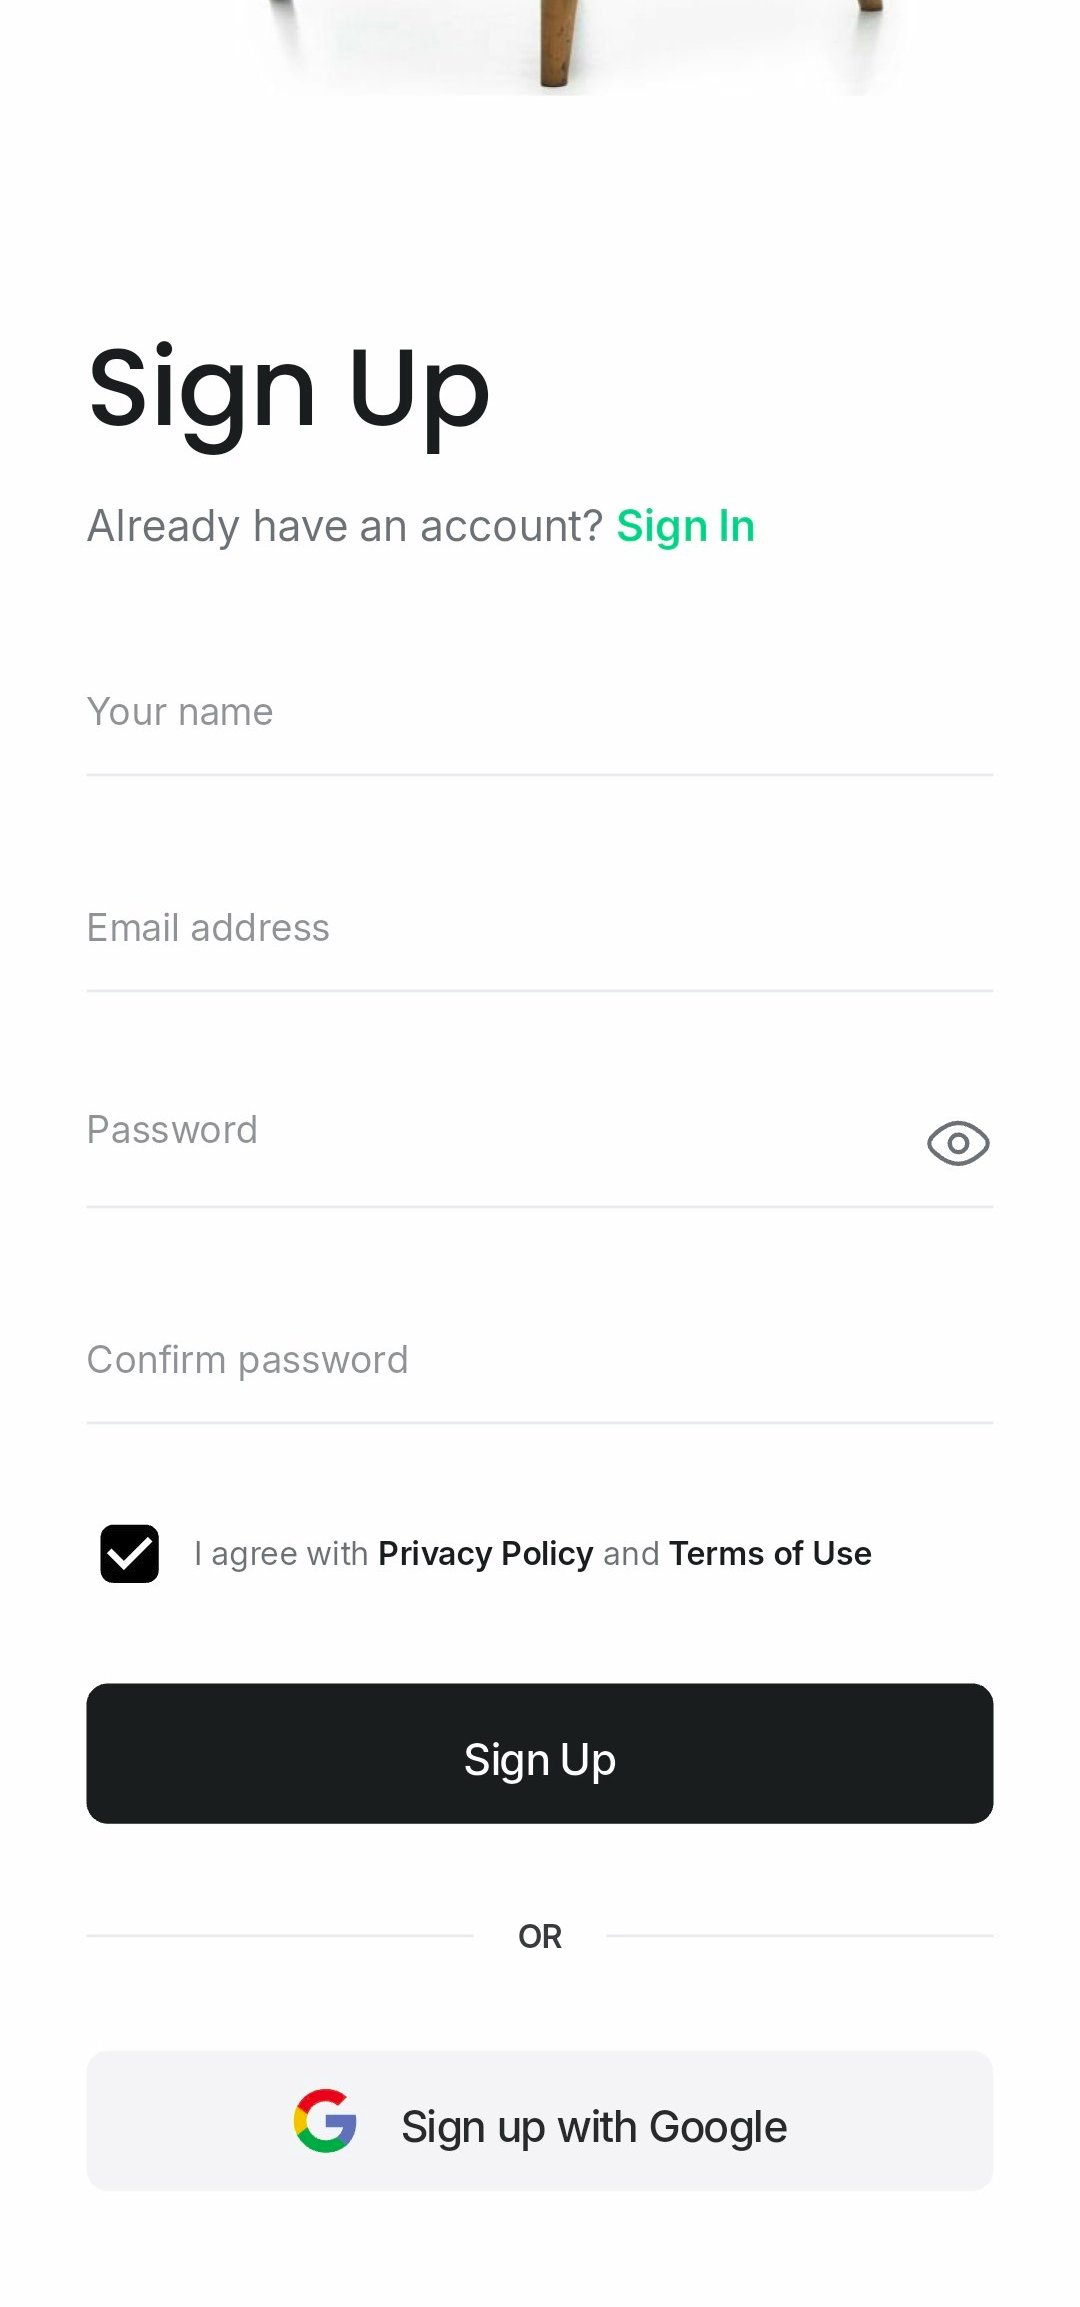 Sign Up
Already have an account? Sign In
Your name
Email address
Password
Confirm password
I agree with Privacy Policy and Terms of Use
Sign Up
OR
Sign up with Google